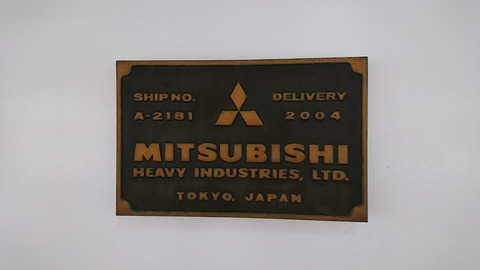 SHIP NO. DELIVERY
A-2181 2004
MITSUBISHI
HEAVY INDUSTRIES, LTD.
TOKYO, JAPAN